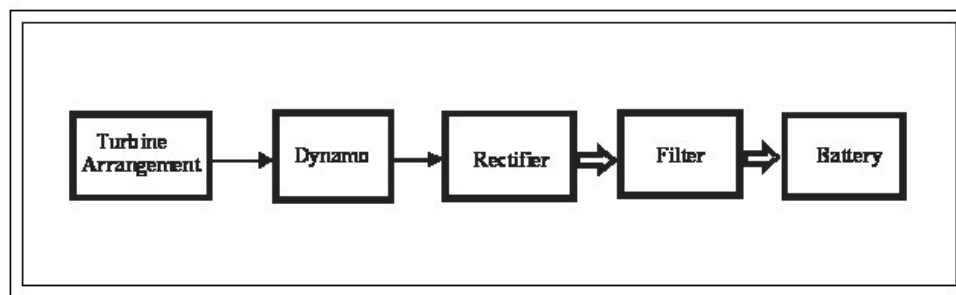 Turbine
Arrangement
Dynamo
Rectifier
Filter
Battery